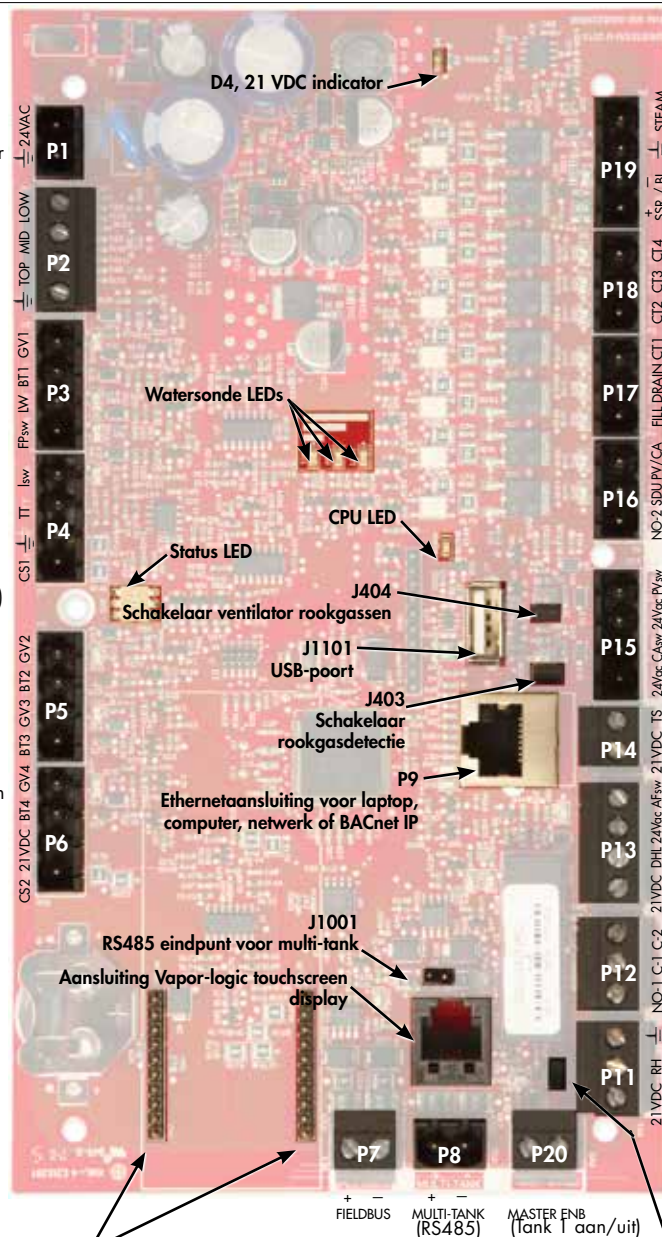 D4, 21 VDC indicator
24VAC
P1
TOP MID LOW
P2
FPsw LW BT1 GV1
P3
CS1 TT Isw
P4
BT3 GV3 BT2 GV2
P5
CS2 21VDC BT4 GV4
P6
STEAM
P19
+ − SSR / BL
CT2 CT3 CT4
P18
FILL DRAIN CT1
P17
NO-2 SDU PV/CA
P16
24Vac CAsw 24Vac PVsw
P15
21VDC TS
P14
21VDC DHL 24Vac AFsw
P13
NO-1 C-1 C-2
P12
21VDC RH
P11
Watersonde LEDs
CPU LED
Status LED
J404
Schakelaar ventilator rookgassen
J1101
USB-poort
J403
Schakelaar
rookgasdetectie
P9
Ethernetaansluiting voor laptop,
computer, netwerk of BACnet IP
J1001
RS485 eindpunt voor multi-tank
Aansluiting Vapor-logic touchscreen
display
P7
P8
P20
MULTI-TANK
+ −
FIELDBUS
+ −
MULTI-TANK
(RS485)
MASTER ENB
(Tank 1 aan/uit)